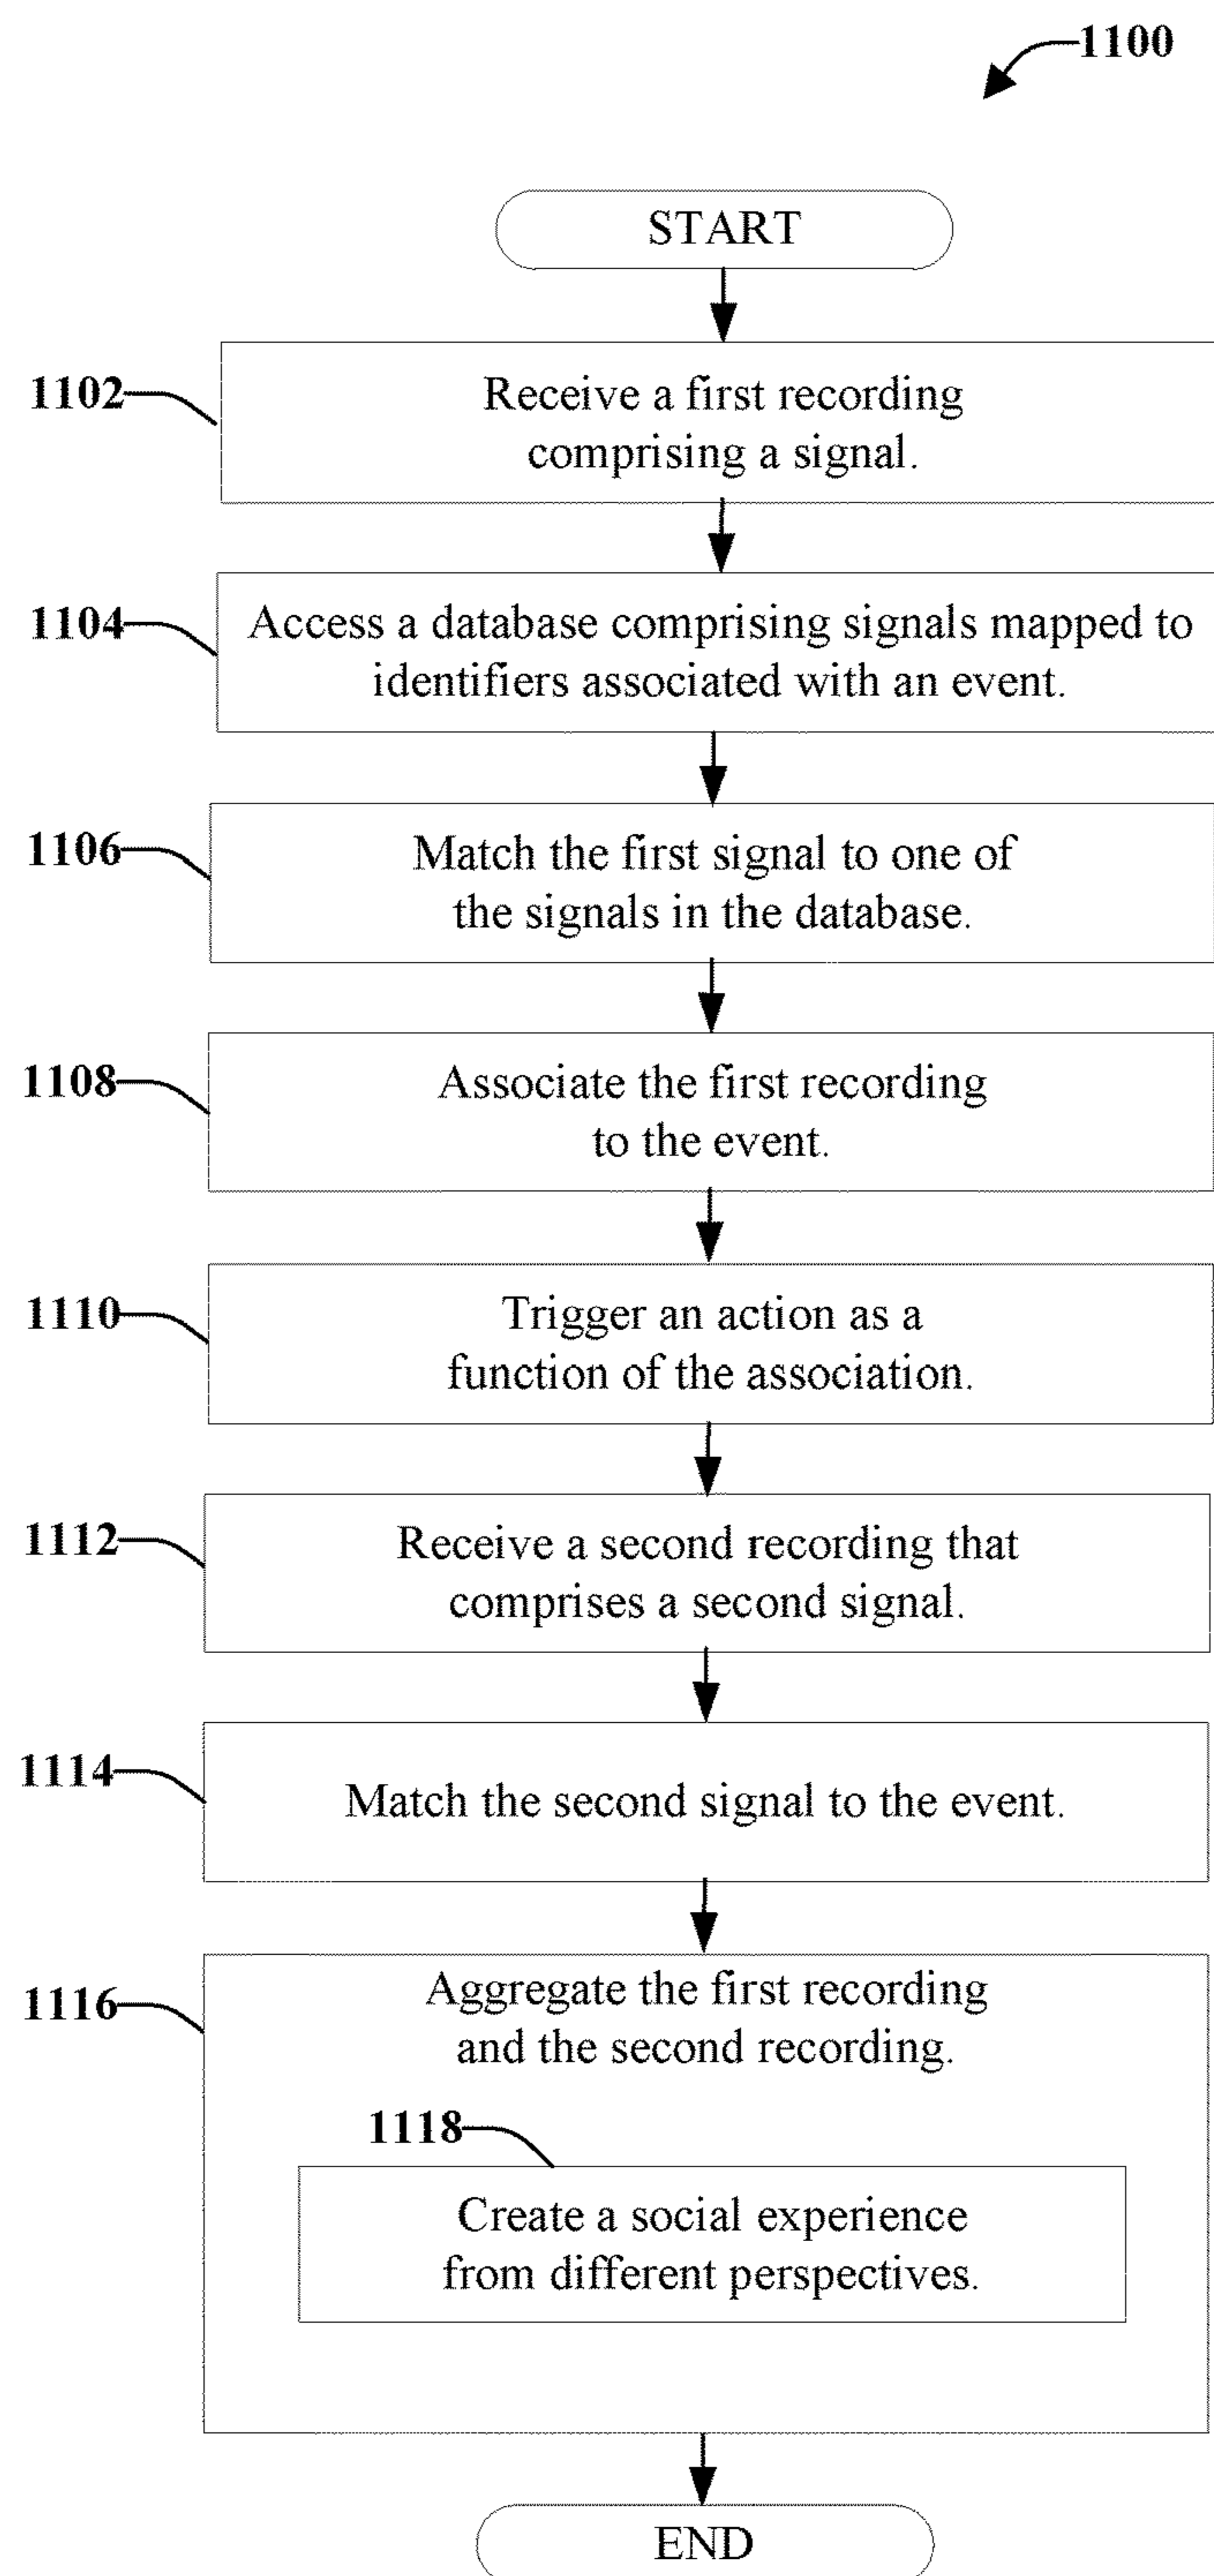 1100
START
1102
Receive a first recording
comprising a signal.
1104
Access a database comprising signals mapped to
identifiers associated with an event.
1106
Match the first signal to one of
the signals in the database.
1108
Associate the first recording
to the event.
1110
Trigger an action as a
function of the association.
1112
Receive a second recording that
comprises a second signal.
1114
Match the second signal to the event.
1116
Aggregate the first recording
and the second recording.
1118
Create a social experience
from different perspectives.
END